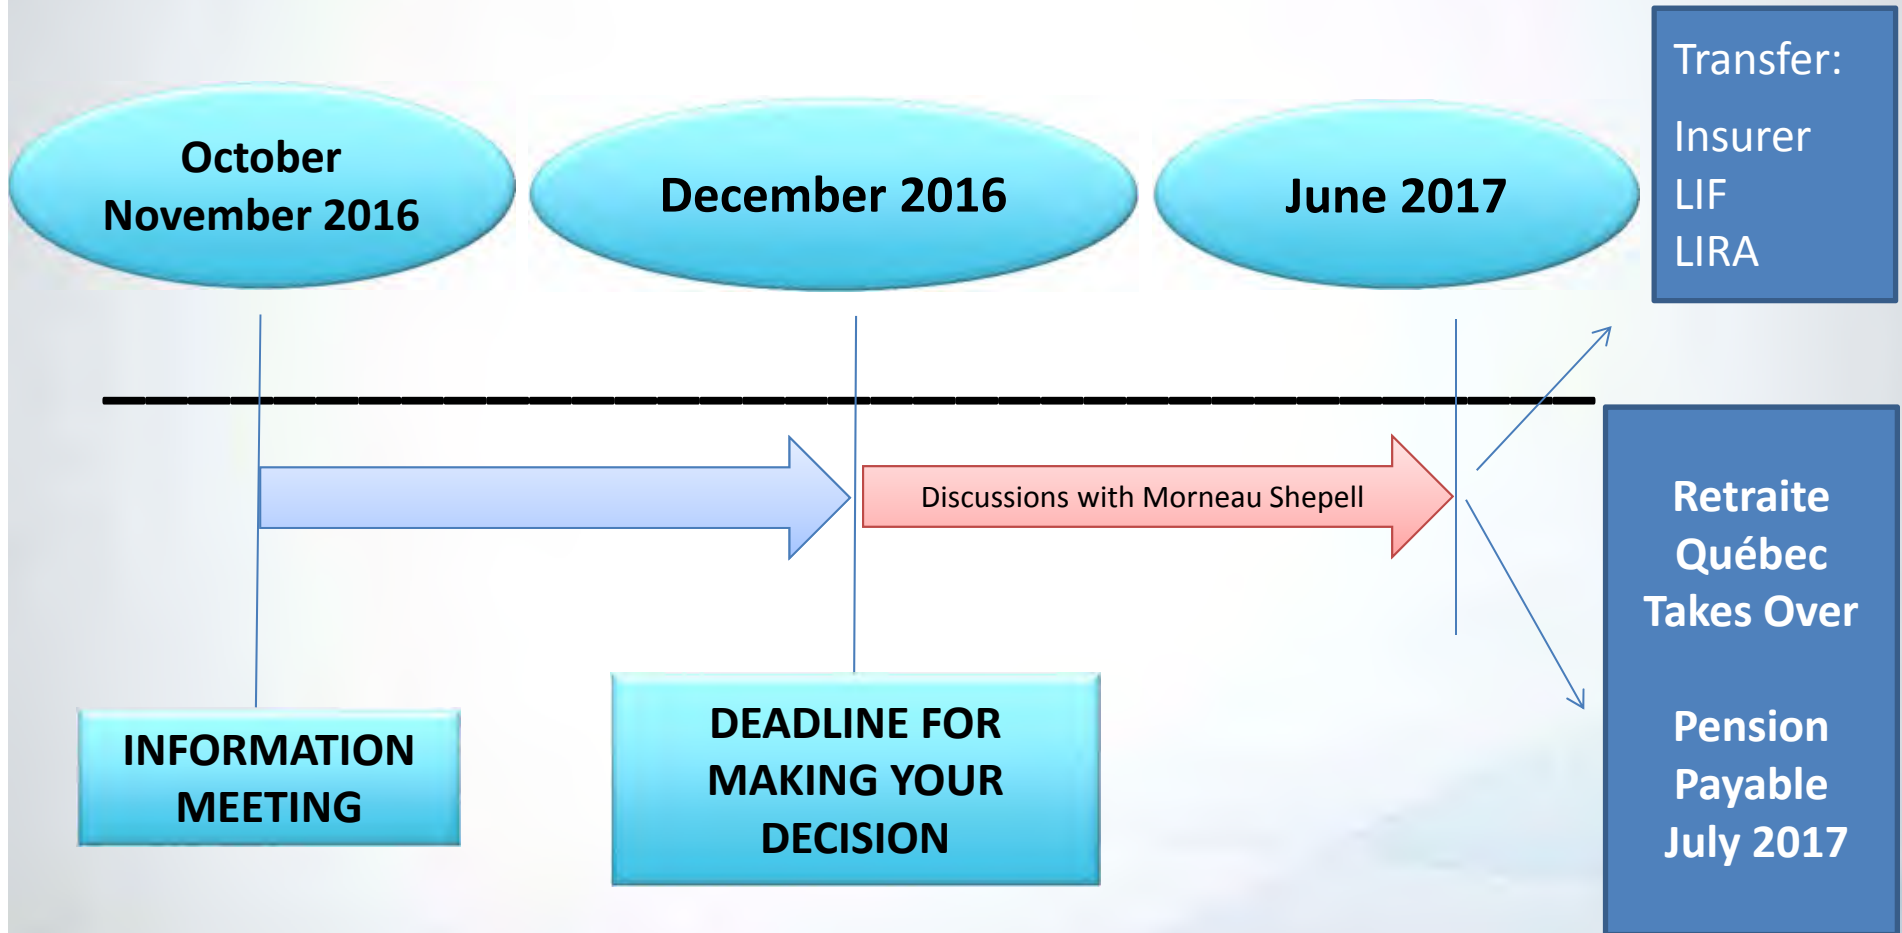 October
November 2016
December 2016
June 2017
Transfer:
Insurer
LIF
LIRA
Discussions with Morneau Shepell
Retraite
Québec
Takes Over
Pension
Payable
July 2017
INFORMATION
MEETING
DEADLINE FOR
MAKING YOUR
DECISION